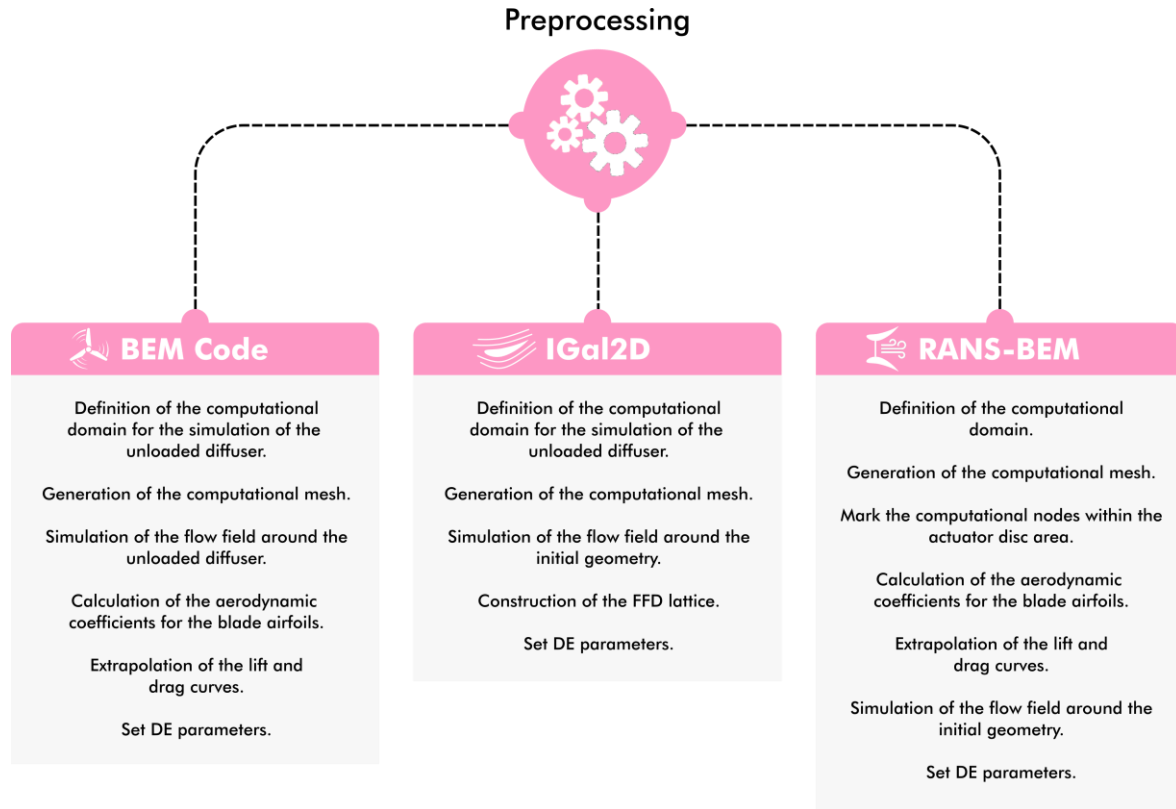 Preprocessing
BEM Code
Definition of the computational
domain for the simulation of the
unloaded diffuser.
Generation of the computational mesh.
Simulation of the flow field around the
unloaded diffuser.
Calculation of the aerodynamic
coefficients for the blade airfoils.
Extrapolation of the lift and
drag curves.
Set DE parameters.
IGal2D
Definition of the computational
domain for the simulation of the
unloaded diffuser.
Generation of the computational mesh.
Simulation of the flow field around the
initial geometry.
Construction of the FFD lattice.
Set DE parameters.
RANS-BEM
Definition of the computational
domain.
Generation of the computational mesh.
Mark the computational nodes within the
actuator disc area.
Calculation of the aerodynamic
coefficients for the blade airfoils.
Extrapolation of the lift and
drag curves.
Simulation of the flow field around the
initial geometry.
Set DE parameters.